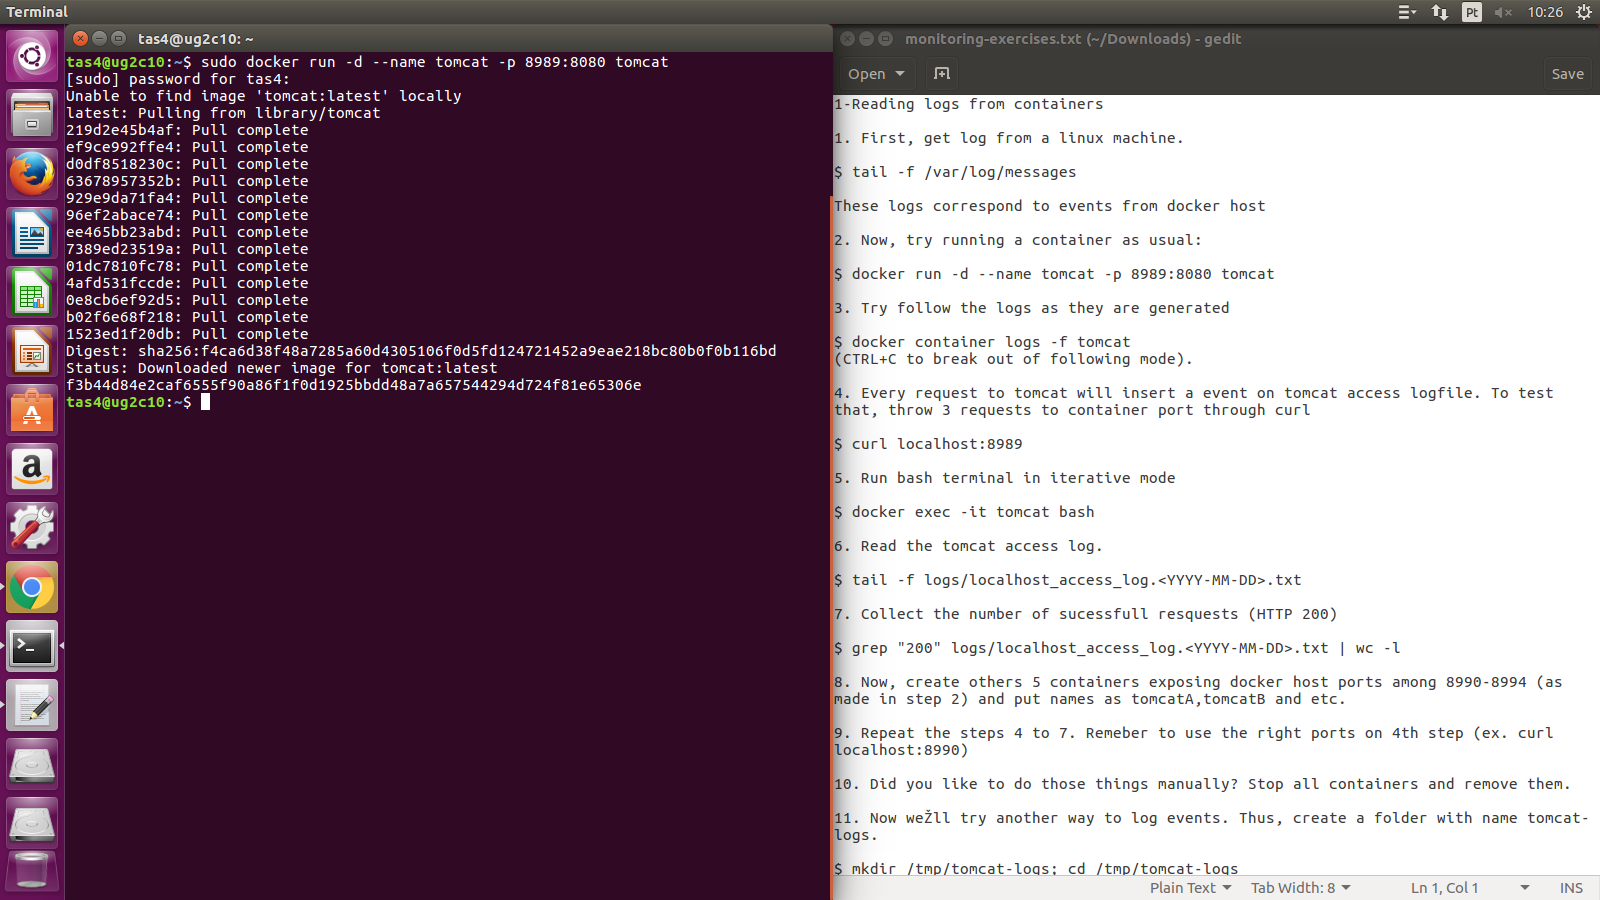 Terminal
Pt
10:26
tas4@ug2c10: ~
tas4@ug2c10:~$ sudo docker run -d --name tomcat -p 8989:8080 tomcat
[sudo] password for tas4:
Unable to find image 'tomcat:latest' locally
latest: Pulling from library/tomcat
219d2e45b4af: Pull complete
ef9ce992ffe4: Pull complete
d0df8518230c: Pull complete
63678957352b: Pull complete
929e9da71fa4: Pull complete
96ef2abace74: Pull complete
ee465bb23abd: Pull complete
7389ed23519a: Pull complete
01dc7810fc78: Pull complete
4afd531fccde: Pull complete
0e8cb6ef92d5: Pull complete
b02f6e68f218: Pull complete
1523ed1f20db: Pull complete
Digest: sha256:f4ca6d38f48a7285a60d4305106f0d5fd124721452a9eae218bc80b0f0b116bd
Status: Downloaded newer image for tomcat:latest
f3b44d84e2caf6555f90a86f1f0d1925bbdd48a7a657544294d724f81e65306e
tas4@ug2c10:~$
monitoring-exercises.txt (~/Downloads) - gedit
Open
Save
1-Reading logs from containers
1. First, get log from a linux machine.
$ tail -f /var/log/messages
These logs correspond to events from docker host
2. Now, try running a container as usual:
$ docker run -d --name tomcat -p 8989:8080 tomcat
3. Try follow the logs as they are generated
$ docker container logs -f tomcat
(CTRL+C to break out of following mode).
4. Every request to tomcat will insert a event on tomcat access logfile. To test
that, throw 3 requests to container port through curl
$ curl localhost:8989
5. Run bash terminal in iterative mode
$ docker exec -it tomcat bash
6. Read the tomcat access log.
$ tail -f logs/localhost_access_log.<YYYY-MM-DD>.txt
7. Collect the number of sucessfull resquests (HTTP 200)
$ grep "200" logs/localhost_access_log.<YYYY-MM-DD>.txt | wc -l
8. Now, create others 5 containers exposing docker host ports among 8990-8994 (as
made in step 2) and put names as tomcatA,tomcatB and etc.
9. Repeat the steps 4 to 7. Remeber to use the right ports on 4th step (ex. curl
localhost:8990)
10. Did you like to do those things manually? Stop all containers and remove them.
11. Now weŽll try another way to log events. Thus, create a folder with name tomcat-
logs.
$ mkdir /tmp/tomcat-logs; cd /tmp/tomcat-logs
Plain Text
Tab Width: 8
Ln 1, Col 1
INS